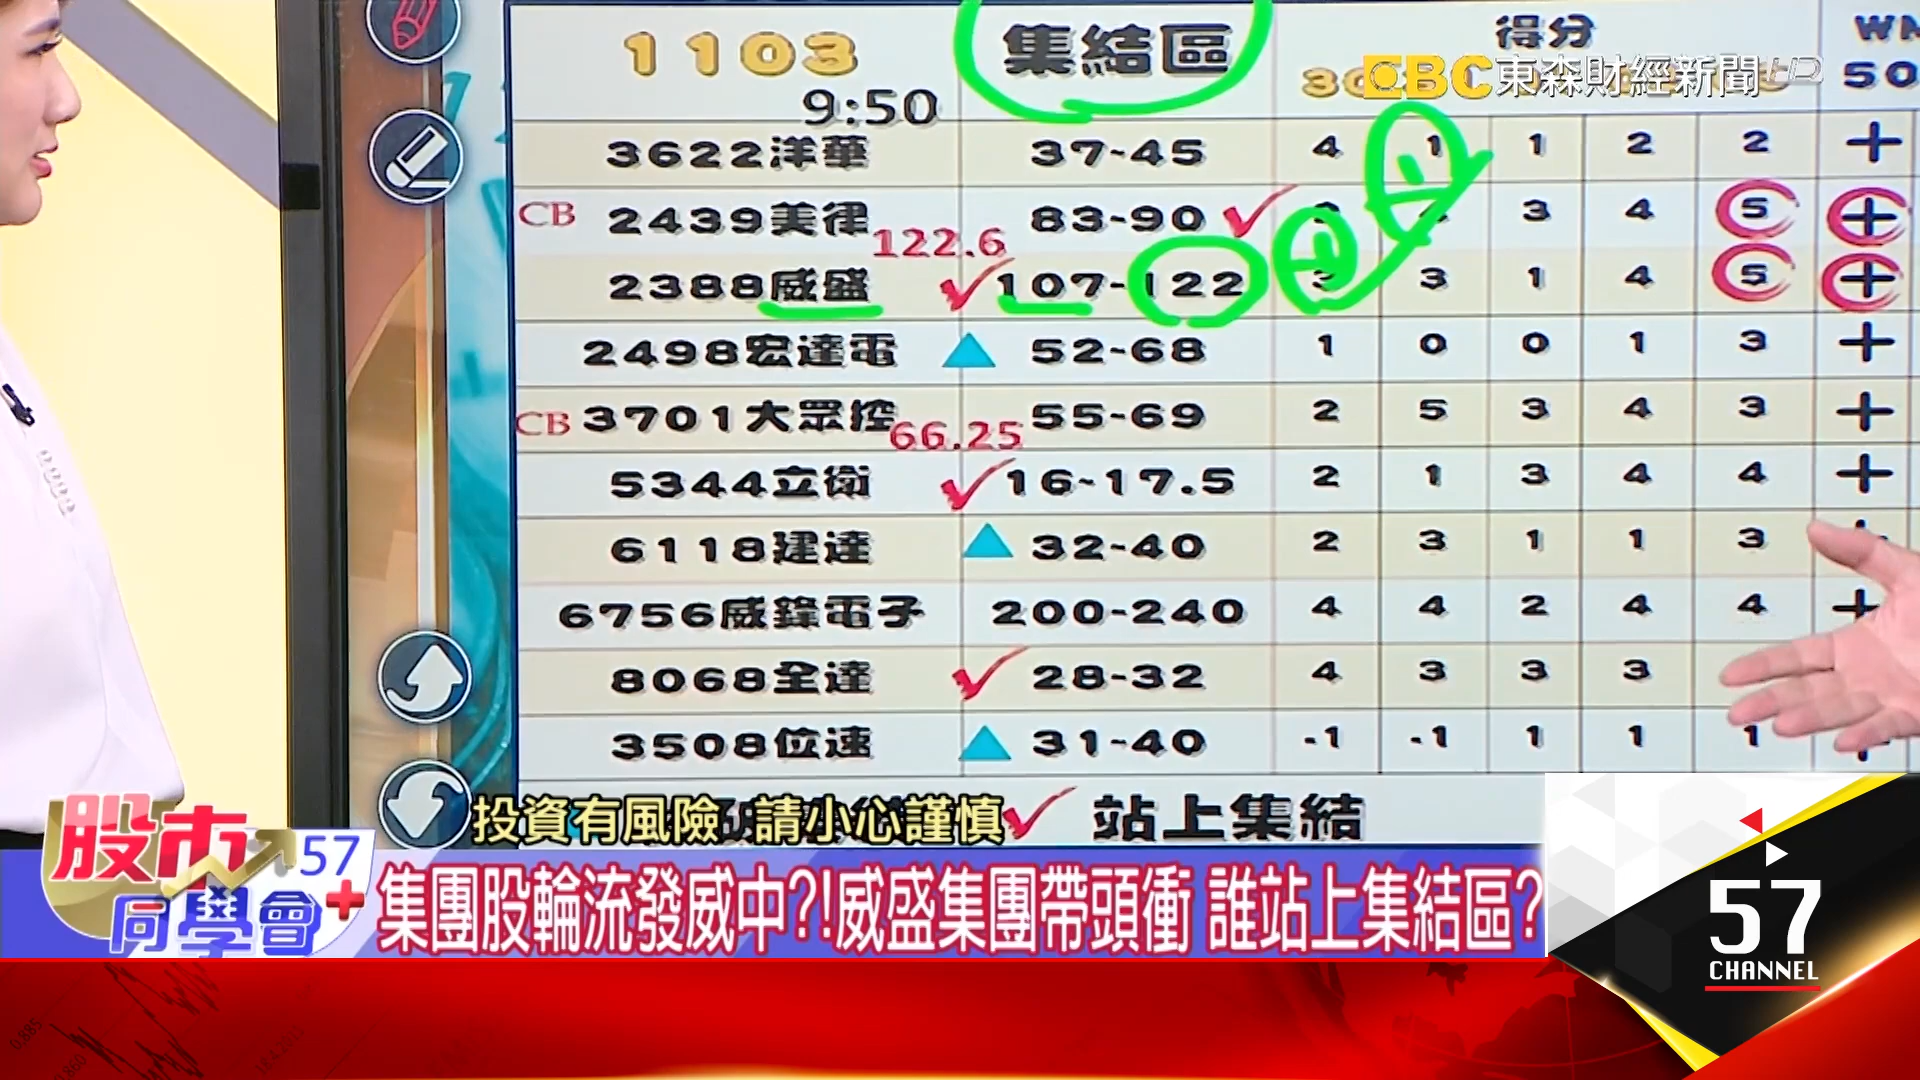 1103 集結區 得分
EBC 東森財經新聞 HD
50
9:50
3622洋華 37-45 4 1 1 2 2 +
CB 2439美律 83-90 3 4 5 +
122.6
2388威盛 107-122 3 3 1 4 5 +
2498宏達電 52-68 1 0 0 1 3 +
CB 3701大眾控 55-69 2 5 3 4 3 +
66.25
5344立衛 16~17.5 2 1 3 4 4 +
6118建達 32-40 2 3 1 1 3
6756威鋒電子 200-240 4 4 2 4 4 +
8068全達 28-32 4 3 3 3
3508位速 31-40 -1 -1 1 1 1
投資有風險 請小心謹慎 站上集結
股市同學會 57+
集團股輪流發威中?!威盛集團帶頭衝 誰站上集結區?
57
CHANNEL